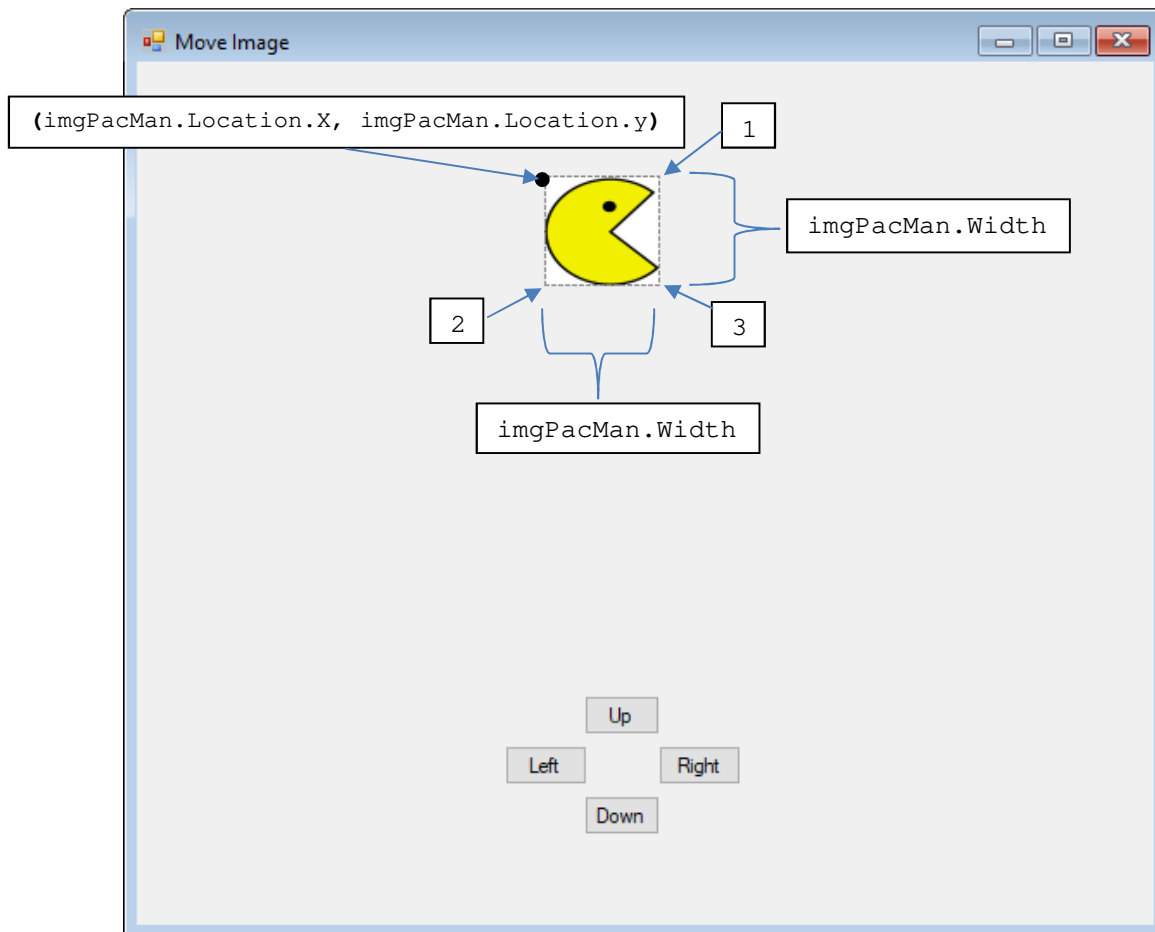 Move Image
(imgPacMan.Location.X, imgPacMan.Location.y)
1
imgPacMan.Width
2
3
imgPacMan.Width
Up
Left
Right
Down